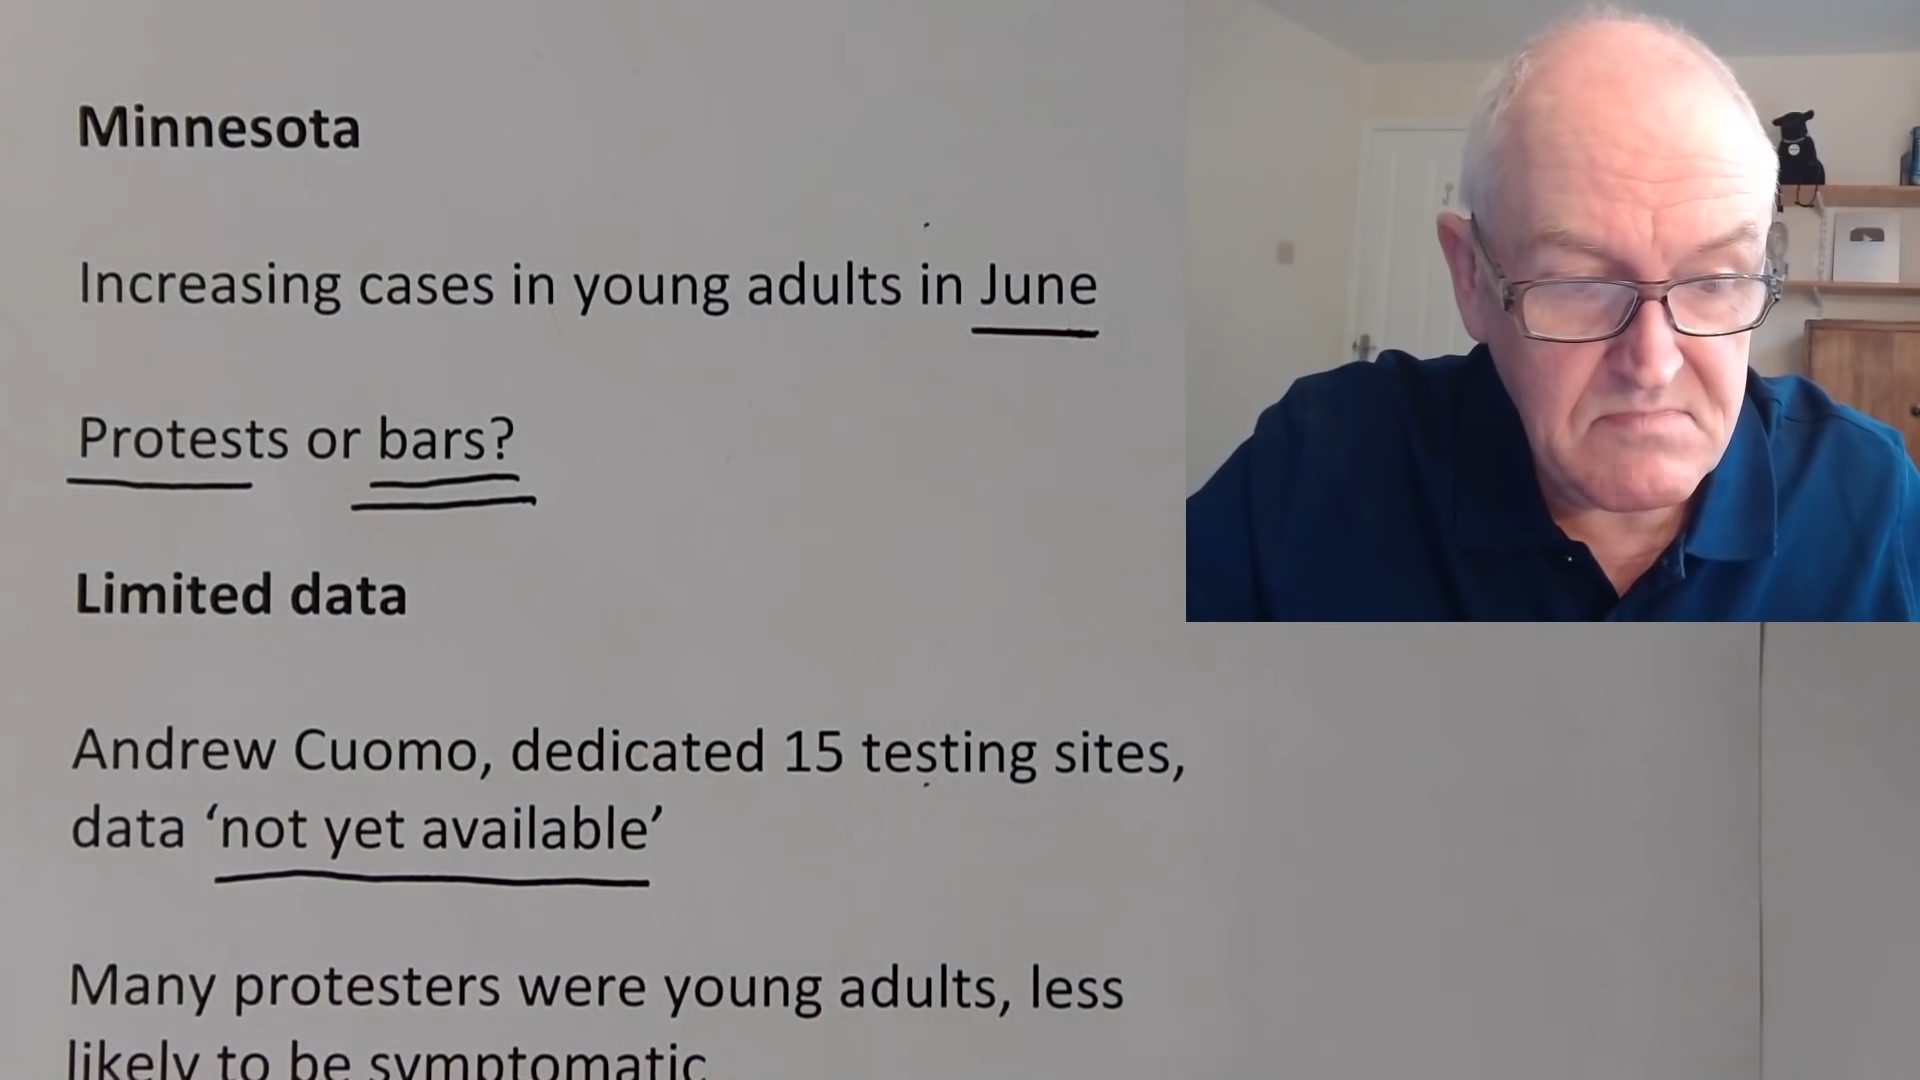 Minnesota
Increasing cases in young adults in June
Protests or bars?
Limited data
Andrew Cuomo, dedicated 15 testing sites,
data ‘not yet available’
Many protesters were young adults, less
likely to be symptomatic